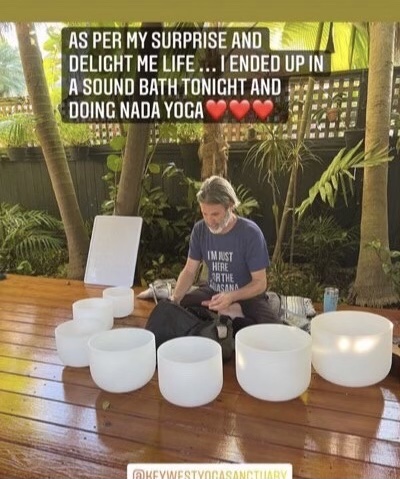 AS PER MY SURPRISE AND
DELIGHT ME LIFE ... I ENDED UP IN
A SOUND BATH TONIGHT AND
DOING NADA YOGA❤️❤️❤️
I'M JUST
HERE
FOR THE
@KEYWESTYOGASANCTUARY